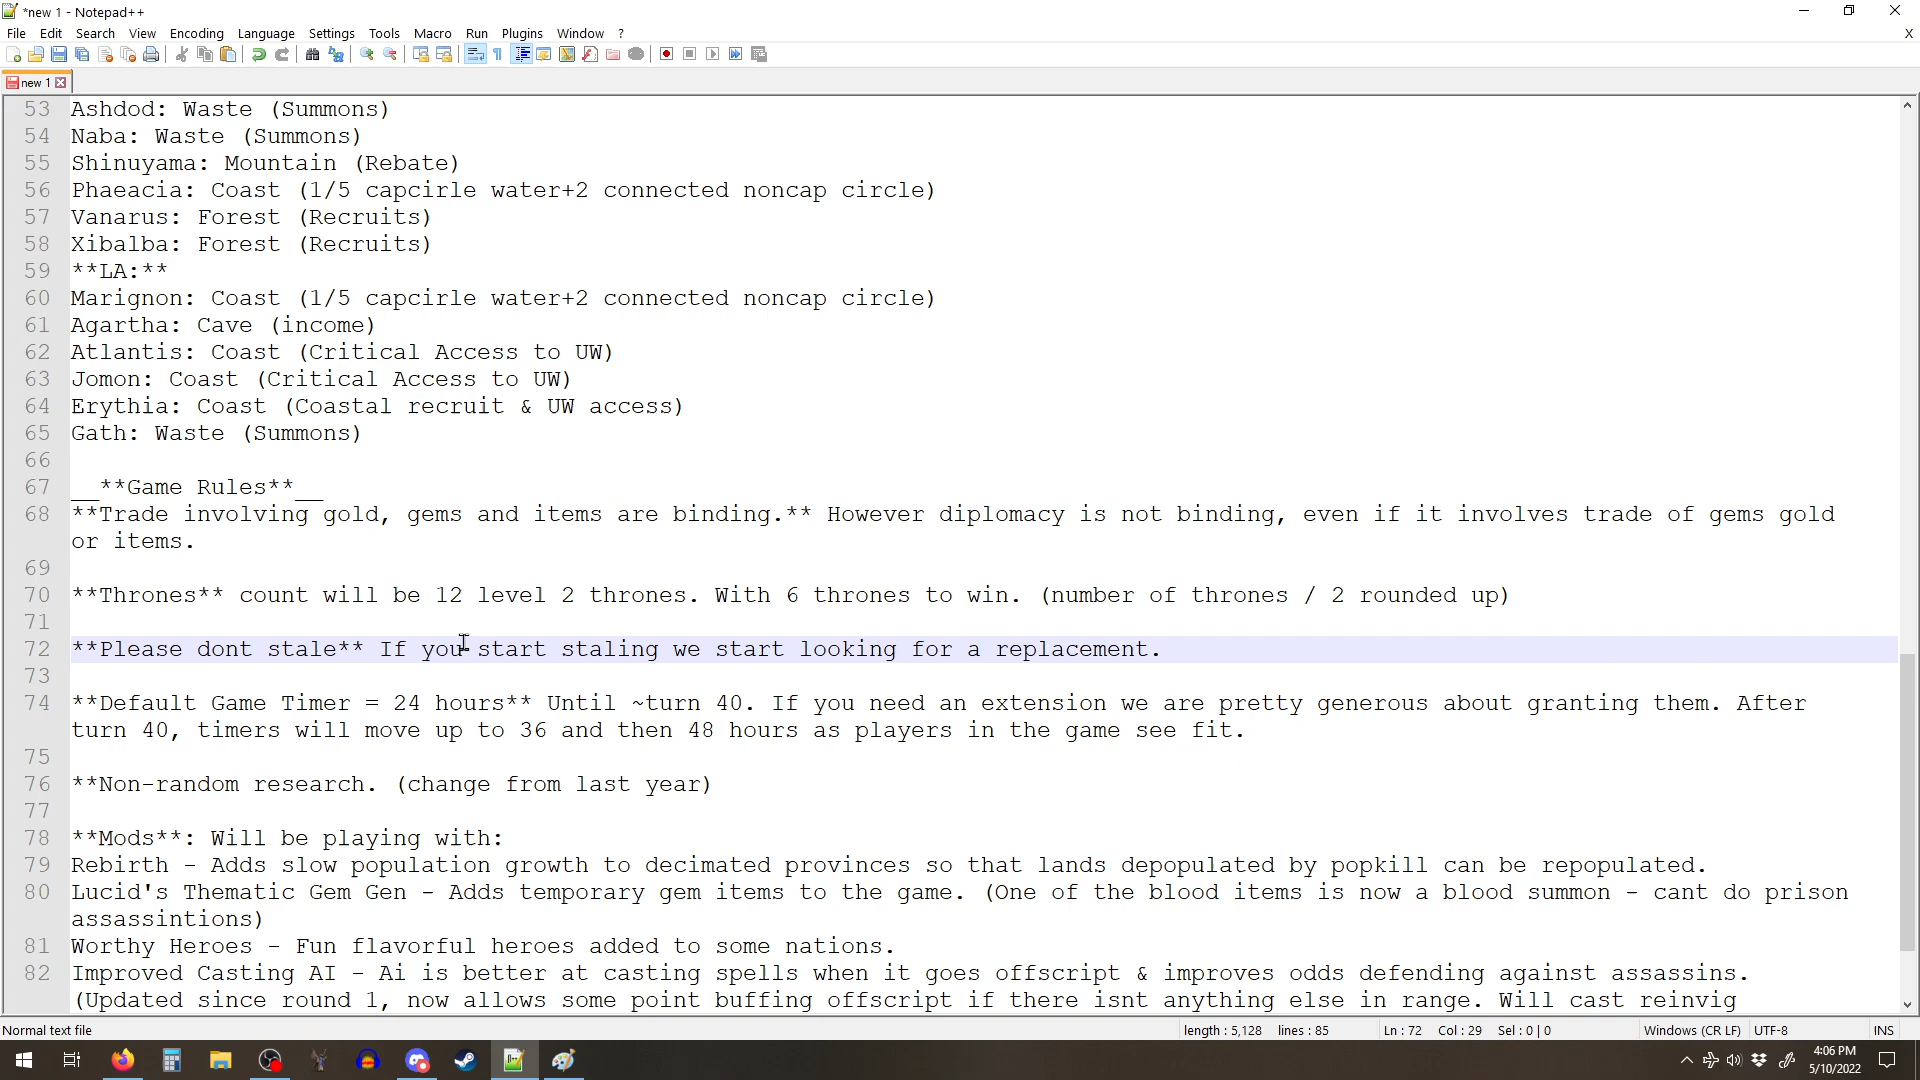 *new 1 - Notepad++
File Edit Search View Encoding Language Settings Tools Macro Run Plugins Window ? X
new 1
53 Ashdod: Waste (Summons)
54 Naba: Waste (Summons)
55 Shinuyama: Mountain (Rebate)
56 Phaeacia: Coast (1/5 capcirle water+2 connected noncap circle)
57 Vanarus: Forest (Recruits)
58 Xibalba: Forest (Recruits)
59 **LA:**
60 Marignon: Coast (1/5 capcirle water+2 connected noncap circle)
61 Agartha: Cave (income)
62 Atlantis: Coast (Critical Access to UW)
63 Jomon: Coast (Critical Access to UW)
64 Erythia: Coast (Coastal recruit & UW access)
65 Gath: Waste (Summons)
66
67 __**Game Rules**__
68 **Trade involving gold, gems and items are binding.** However diplomacy is not binding, even if it involves trade of gems gold
or items.
69
70 **Thrones** count will be 12 level 2 thrones. With 6 thrones to win. (number of thrones / 2 rounded up)
71
72 **Please dont stale** If you start staling we start looking for a replacement.
73
74 **Default Game Timer = 24 hours** Until ~turn 40. If you need an extension we are pretty generous about granting them. After
turn 40, timers will move up to 36 and then 48 hours as players in the game see fit.
75
76 **Non-random research. (change from last year)
77
78 **Mods**: Will be playing with:
79 Rebirth - Adds slow population growth to decimated provinces so that lands depopulated by popkill can be repopulated.
80 Lucid's Thematic Gem Gen - Adds temporary gem items to the game. (One of the blood items is now a blood summon - cant do prison
assassintions)
81 Worthy Heroes - Fun flavorful heroes added to some nations.
82 Improved Casting AI - Ai is better at casting spells when it goes offscript & improves odds defending against assassins.
(Updated since round 1, now allows some point buffing offscript if there isnt anything else in range. Will cast reinvig
Normal text file length : 5,128 lines : 85 Ln : 72 Col : 29 Sel : 0 | 0 Windows (CR LF) UTF-8 INS
4:06 PM
5/10/2022